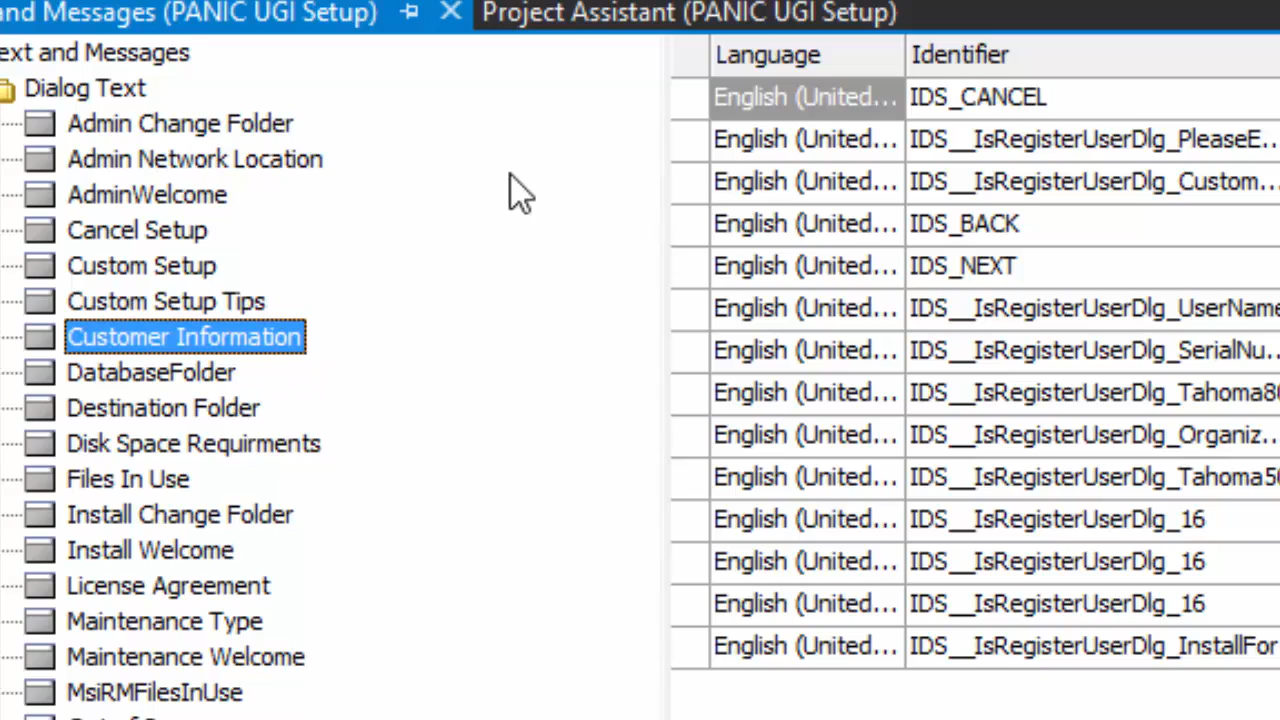 and Messages (PANIC UGI Setup)
Project Assistant (PANIC UGI Setup)
ext and Messages
Dialog Text
Admin Change Folder
Admin Network Location
AdminWelcome
Cancel Setup
Custom Setup
Custom Setup Tips
Customer Information
DatabaseFolder
Destination Folder
Disk Space Requirments
Files In Use
Install Change Folder
Install Welcome
License Agreement
Maintenance Type
Maintenance Welcome
MsiRMFilesInUse
Language Identifier
English (United... IDS_CANCEL
English (United... IDS__IsRegisterUserDlg_PleaseE...
English (United... IDS__IsRegisterUserDlg_Custom...
English (United... IDS_BACK
English (United... IDS_NEXT
English (United... IDS__IsRegisterUserDlg_UserName
English (United... IDS__IsRegisterUserDlg_SerialNu...
English (United... IDS__IsRegisterUserDlg_Tahoma80
English (United... IDS__IsRegisterUserDlg_Organiz...
English (United... IDS__IsRegisterUserDlg_Tahoma50
English (United... IDS__IsRegisterUserDlg_16
English (United... IDS__IsRegisterUserDlg_16
English (United... IDS__IsRegisterUserDlg_16
English (United... IDS__IsRegisterUserDlg_InstallFor